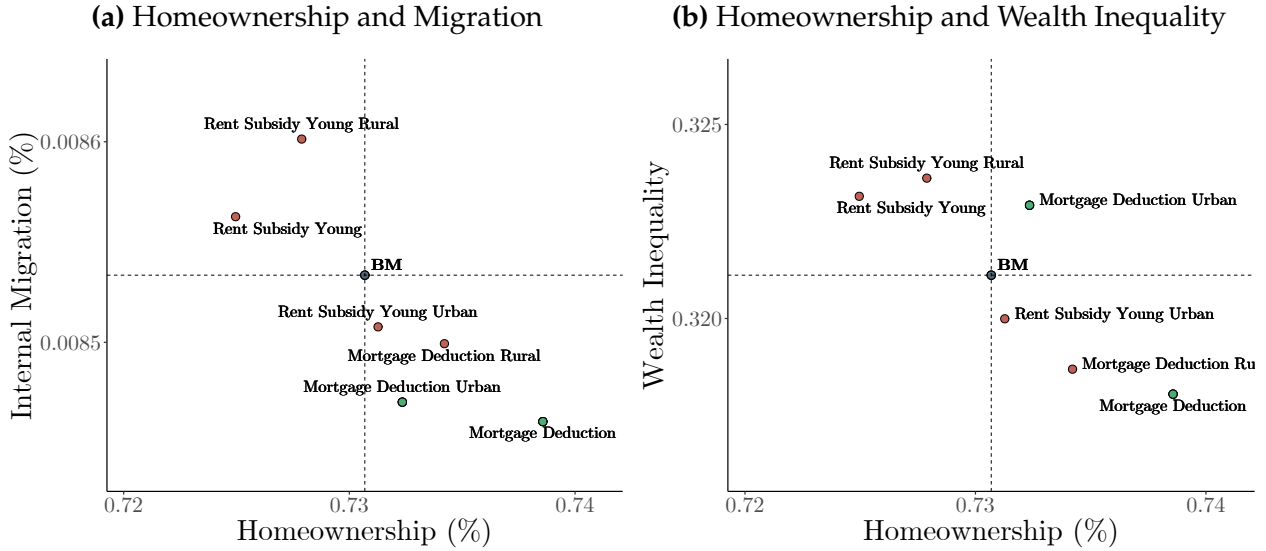 (a) Homeownership and Migration
Internal Migration (%)
0.0086
0.0085
Rent Subsidy Young Rural
Rent Subsidy Young
BM
Rent Subsidy Young Urban
Mortgage Deduction Rural
Mortgage Deduction Urban
Mortgage Deduction
0.72
0.73
0.74
Homeownership (%)
(b) Homeownership and Wealth Inequality
Wealth Inequality
0.325
0.320
Rent Subsidy Young Rural
Rent Subsidy Young
Mortgage Deduction Urban
BM
Rent Subsidy Young Urban
Mortgage Deduction Ru
Mortgage Deduction
0.72
0.73
0.74
Homeownership (%)